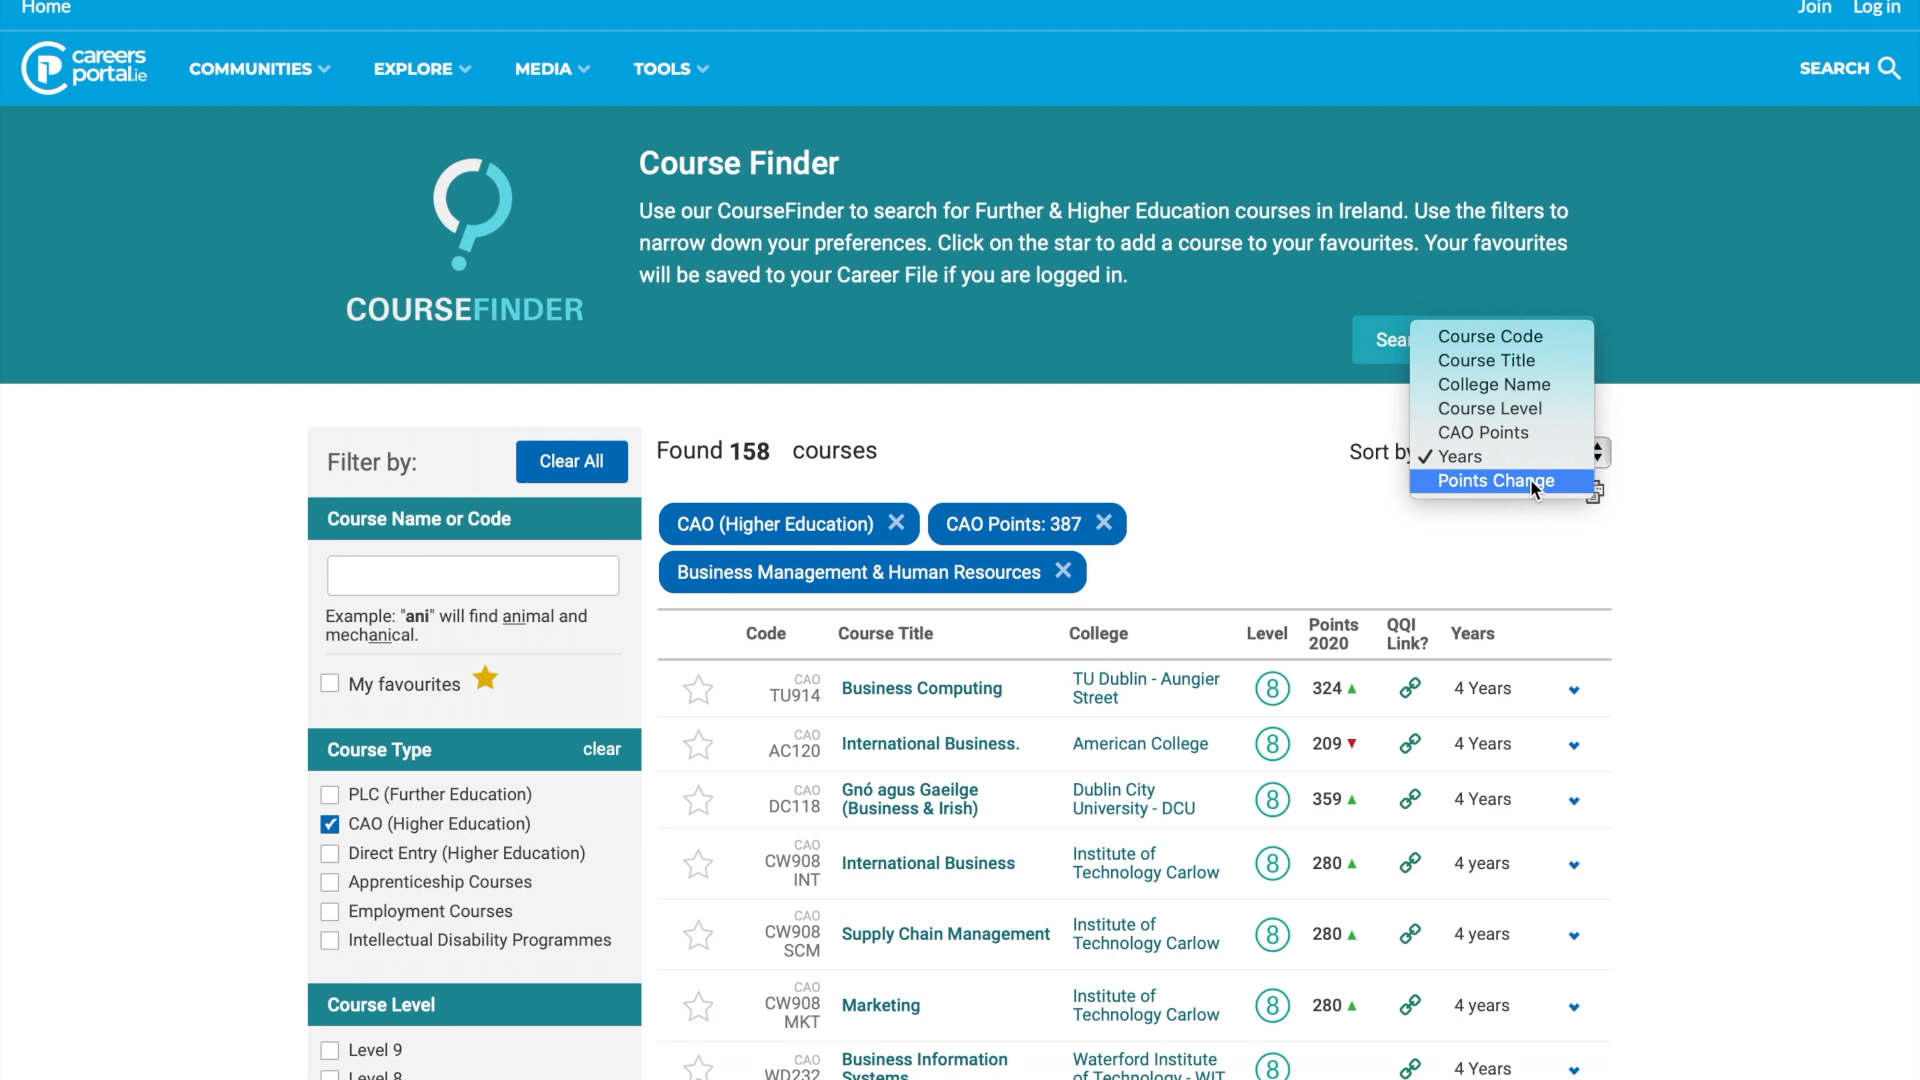 Home
Join Log in
careers
portal.ie
COMMUNITIES EXPLORE MEDIA TOOLS
SEARCH
Course Finder
Use our CourseFinder to search for Further & Higher Education courses in Ireland. Use the filters to
narrow down your preferences. Click on the star to add a course to your favourites. Your favourites
will be saved to your Career File if you are logged in.
COURSEFINDER
Course Code
Course Title
College Name
Course Level
CAO Points
✓ Years
Points Change
Filter by:
Clear All
Found 158 courses
Sort by
Course Name or Code
CAO (Higher Education) ✕
CAO Points: 387 ✕
Business Management & Human Resources ✕
Example: "ani" will find animal and
mechanical.
My favourites
Course Type clear
PLC (Further Education)
CAO (Higher Education)
Direct Entry (Higher Education)
Apprenticeship Courses
Employment Courses
Intellectual Disability Programmes
Course Level
Level 9
Level 8
Code Course Title College Level Points 2020 QQI Link? Years
CAO
TU914 Business Computing TU Dublin - Aungier Street 8 324 4 Years
CAO
AC120 International Business. American College 8 209 4 Years
CAO
DC118 Gnó agus Gaeilge (Business & Irish) Dublin City University - DCU 8 359 4 Years
CAO
CW908 INT International Business Institute of Technology Carlow 8 280 4 years
CAO
CW908 SCM Supply Chain Management Institute of Technology Carlow 8 280 4 years
CAO
CW908 MKT Marketing Institute of Technology Carlow 8 280 4 years
CAO
WD232 Business Information Systems Waterford Institute of Technology - WIT 8 4 Years